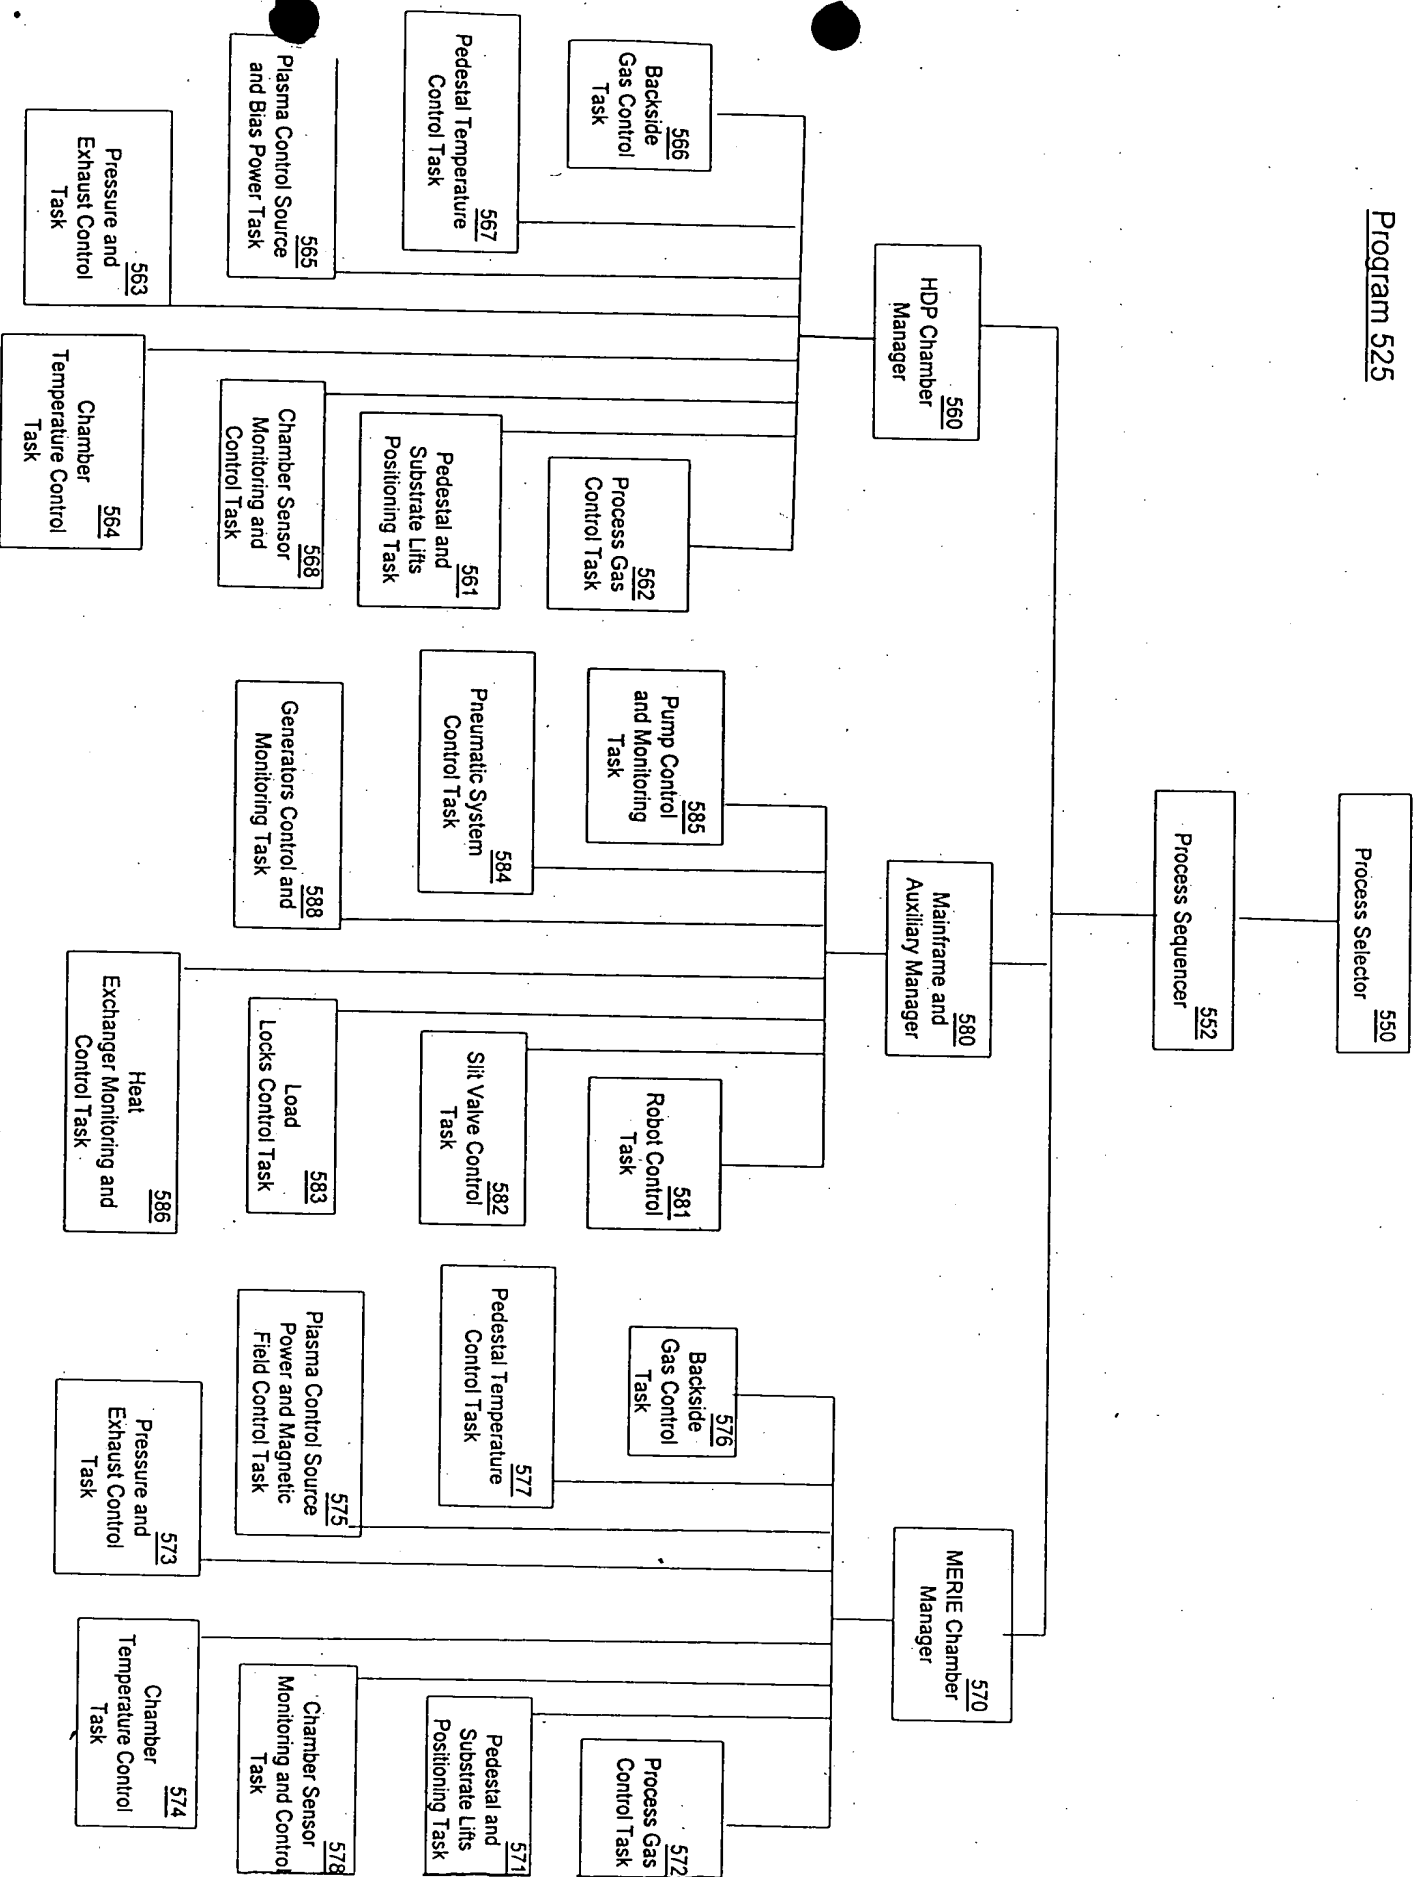 Program 525
550
Process Selector
552
Process Sequencer
560
HDP Chamber
Manager
580
Mainframe and
Auxiliary Manager
570
MERIE Chamber
Manager
566
Backside
Gas Control
Task
567
Pedestal Temperature
Control Task
565
Plasma Control Source
and Bias Power Task
563
Pressure and
Exhaust Control
Task
564
Chamber
Temperature Control
Task
568
Chamber Sensor
Monitoring and
Control Task
561
Pedestal and
Substrate Lifts
Positioning Task
562
Process Gas
Control Task
585
Pump Control
and Monitoring
Task
584
Pneumatic System
Control Task
588
Generators Control and
Monitoring Task
586
Heat
Exchanger Monitoring and
Control Task
583
Load
Locks Control Task
582
Slit Valve Control
Task
581
Robot Control
Task
576
Backside
Gas Control
Task
577
Pedestal Temperature
Control Task
575
Plasma Control Source
Power and Magnetic
Field Control Task
573
Pressure and
Exhaust Control
Task
574
Chamber
Temperature Control
Task
578
Chamber Sensor
Monitoring and Control
Task
571
Pedestal and
Substrate Lifts
Positioning Task
572
Process Gas
Control Task